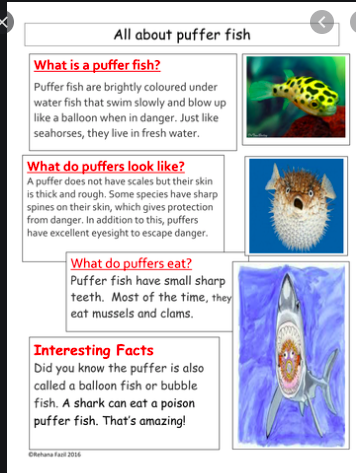 All about puffer fish
What is a puffer fish?
Puffer fish are brightly coloured under
water fish that swim slowly and blow up
like a balloon when in danger. Just like
seahorses, they live in fresh water.
What do puffers look like?
A puffer does not have scales but their skin
is thick and rough. Some species have sharp
spines on their skin, which gives protection
from danger. In addition to this, puffers
have excellent eyesight to escape danger.
What do puffers eat?
Puffer fish have small sharp
teeth. Most of the time, they
eat mussels and clams.
Interesting Facts
Did you know the puffer is also
called a balloon fish or bubble
fish. A shark can eat a poison
puffer fish. That's amazing!
©Rehana Fazil 2016